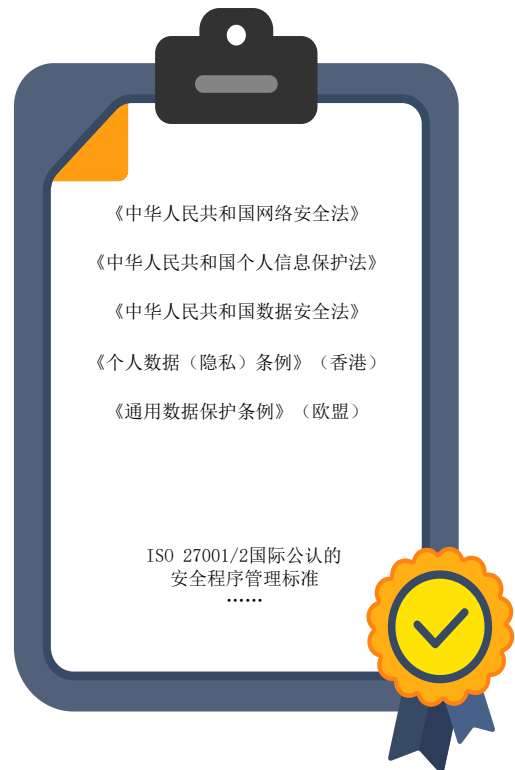 《中华人民共和国网络安全法》
《中华人民共和国个人信息保护法》
《中华人民共和国数据安全法》
《个人数据（隐私）条例》（香港）
《通用数据保护条例》（欧盟）
ISO 27001/2国际公认的
安全程序管理标准
……